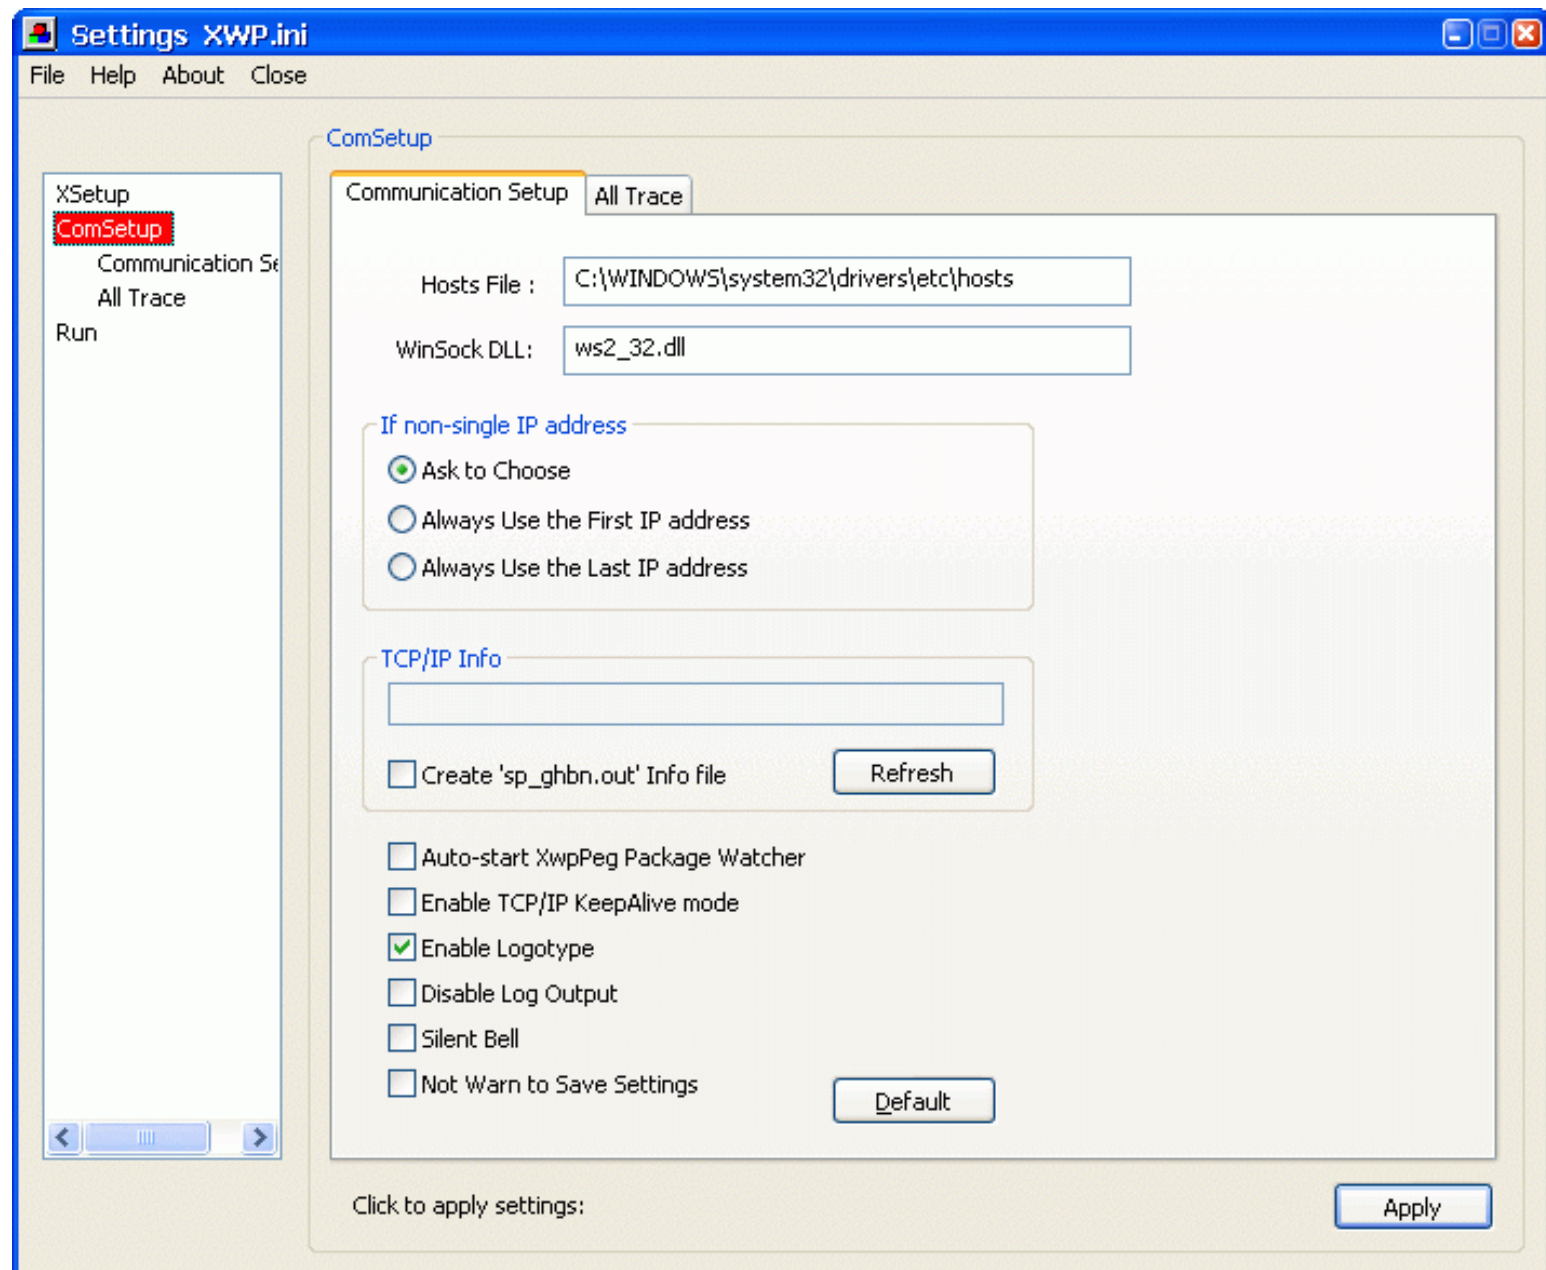 Settings XWP.ini
File Help About Close
ComSetup
XSetup
ComSetup
Communication Se
All Trace
Run
Communication Setup
All Trace
Hosts File :
C:\WINDOWS\system32\drivers\etc\hosts
WinSock DLL:
ws2_32.dll
If non-single IP address
Ask to Choose
Always Use the First IP address
Always Use the Last IP address
TCP/IP Info
Create 'sp_ghbn.out' Info file
Refresh
Auto-start XwpPeg Package Watcher
Enable TCP/IP KeepAlive mode
Enable Logotype
Disable Log Output
Silent Bell
Not Warn to Save Settings
Default
Click to apply settings:
Apply